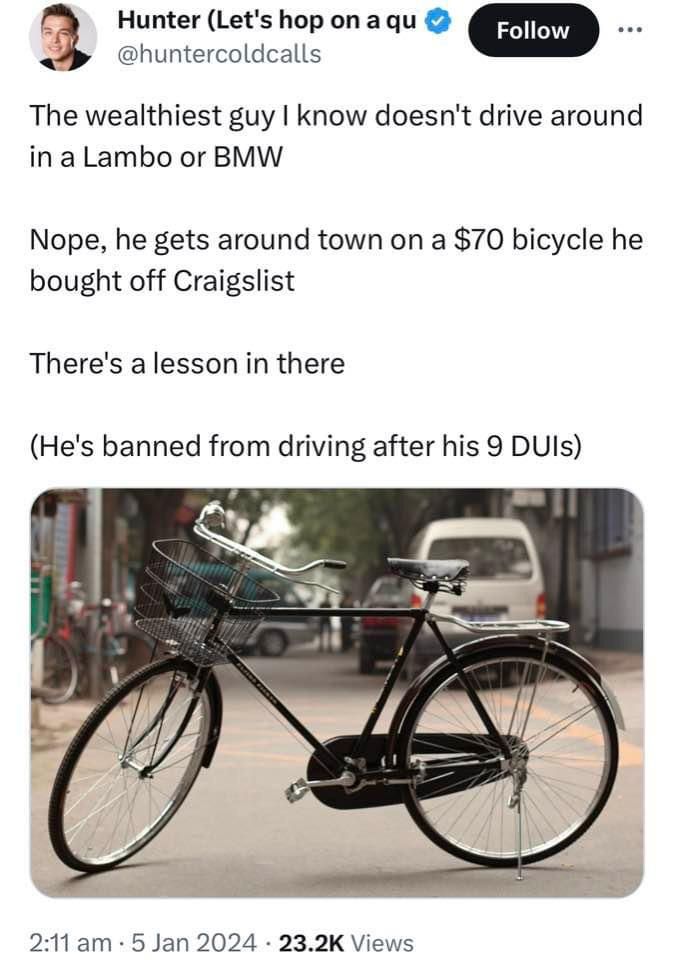 Hunter (Let's hop on a qu
Follow
@huntercoldcalls
The wealthiest guy I know doesn't drive around
in a Lambo or BMW
Nope, he gets around town on a $70 bicycle he
bought off Craigslist
There's a lesson in there
(He's banned from driving after his 9 DUIs)
2:11 am · 5 Jan 2024 · 23.2K Views